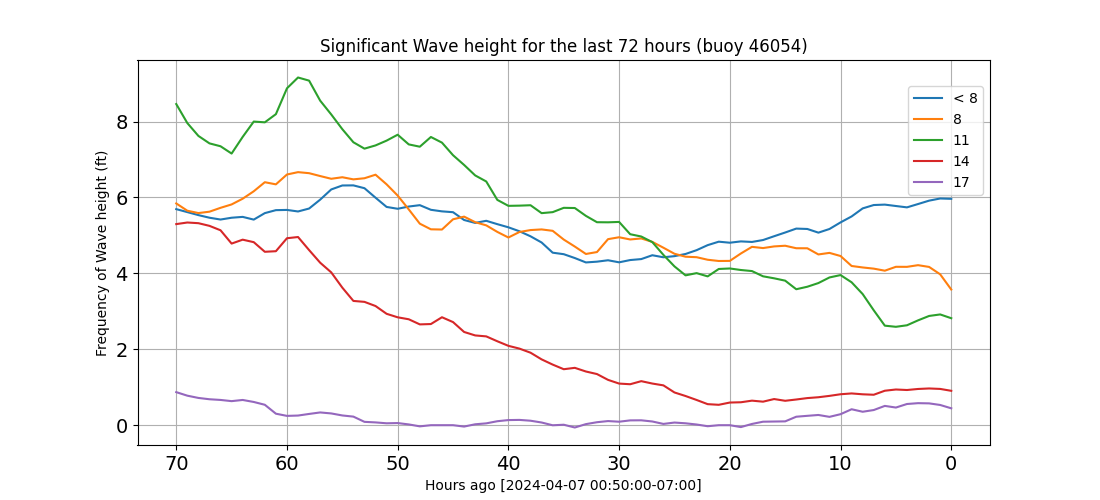 Significant Wave height for the last 72 hours (buoy 46054)
Frequency of Wave height (ft)
8
6
4
2
0
< 8
8
11
14
17
70 60 50 40 30 20 10 0
Hours ago [2024-04-07 00:50:00-07:00]